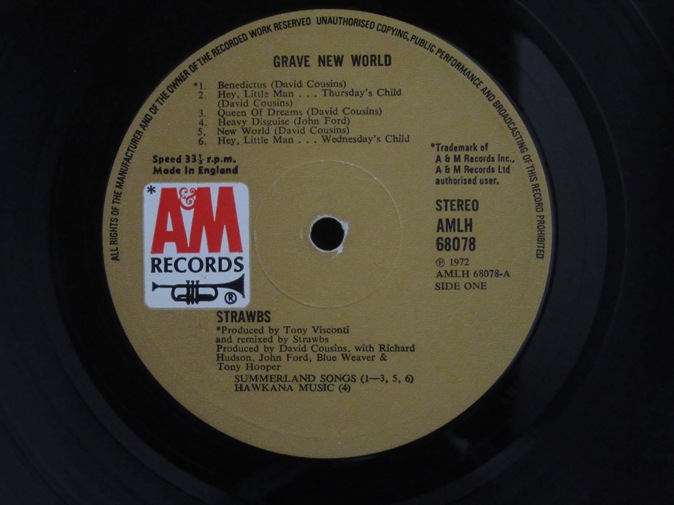 ALL RIGHTS OF THE MANUFACTURER AND OF THE OWNER OF THE RECORDED WORK RESERVED UNAUTHORISED COPYING, PUBLIC PERFORMANCE AND BROADCASTING OF THIS RECORD PROHIBITED
GRAVE NEW WORLD
*1. Benedictus (David Cousins)
2. Hey, Little Man . . . Thursday's Child
(David Cousins)
3. Queen Of Dreams (David Cousins)
4. Heavy Disguise (John Ford)
5. New World (David Cousins)
6. Hey, Little Man . . . Wednesday's Child
Speed 33⅓ r.p.m.
Made in England
*Trademark of
A & M Records Inc.,
A & M Records Ltd
authorised user.
* A&M
RECORDS
®
STEREO
AMLH
68078
℗ 1972
AMLH 68078-A
SIDE ONE
STRAWBS
*Produced by Tony Visconti
and remixed by Strawbs
Produced by David Cousins, with Richard
Hudson, John Ford, Blue Weaver &
Tony Hooper
SUMMERLAND SONGS (1—3, 5, 6)
HAWKANA MUSIC (4)